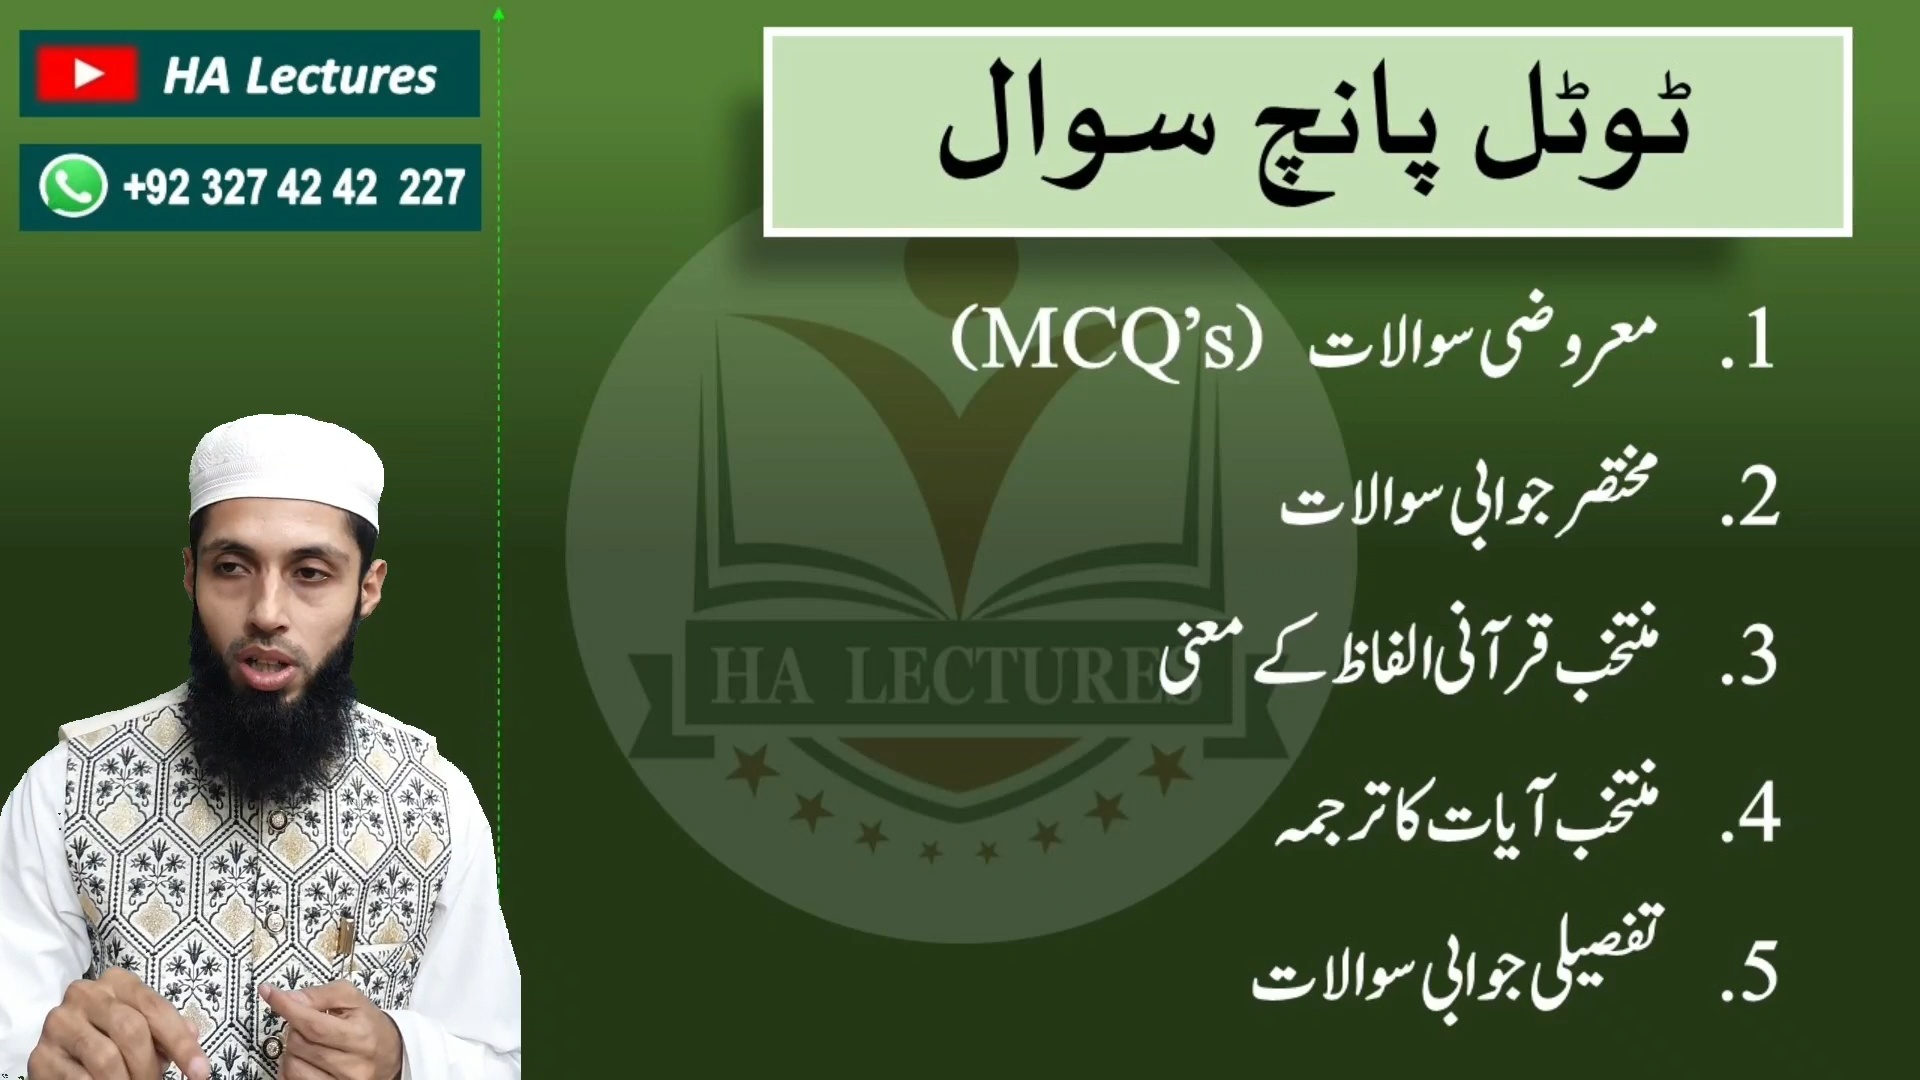 HA Lectures
+92 327 42 42 227
ٹوٹل پانچ سوال
1. معروضی سوالات (MCQ’s)
2. مختصر جوابی سوالات
3. منتخب قرآنی الفاظ کے معنی
4. منتخب آیات کا ترجمہ
5. تفصیلی جوابی سوالات
HA LECTURES